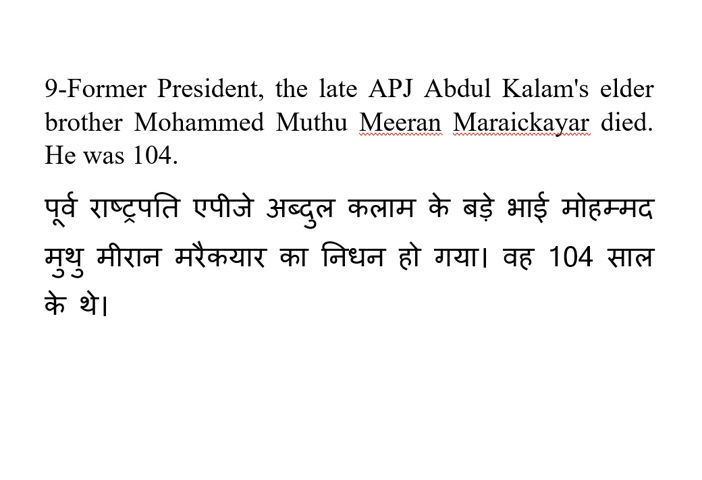 9-Former President, the late APJ Abdul Kalam's elder
brother Mohammed Muthu Meeran Maraickayar died.
He was 104.
पूर्व राष्ट्रपति एपीजे अब्दुल कलाम के बड़े भाई मोहम्मद
मुथु मीरान मरैकयार का निधन हो गया। वह 104 साल
के थे।